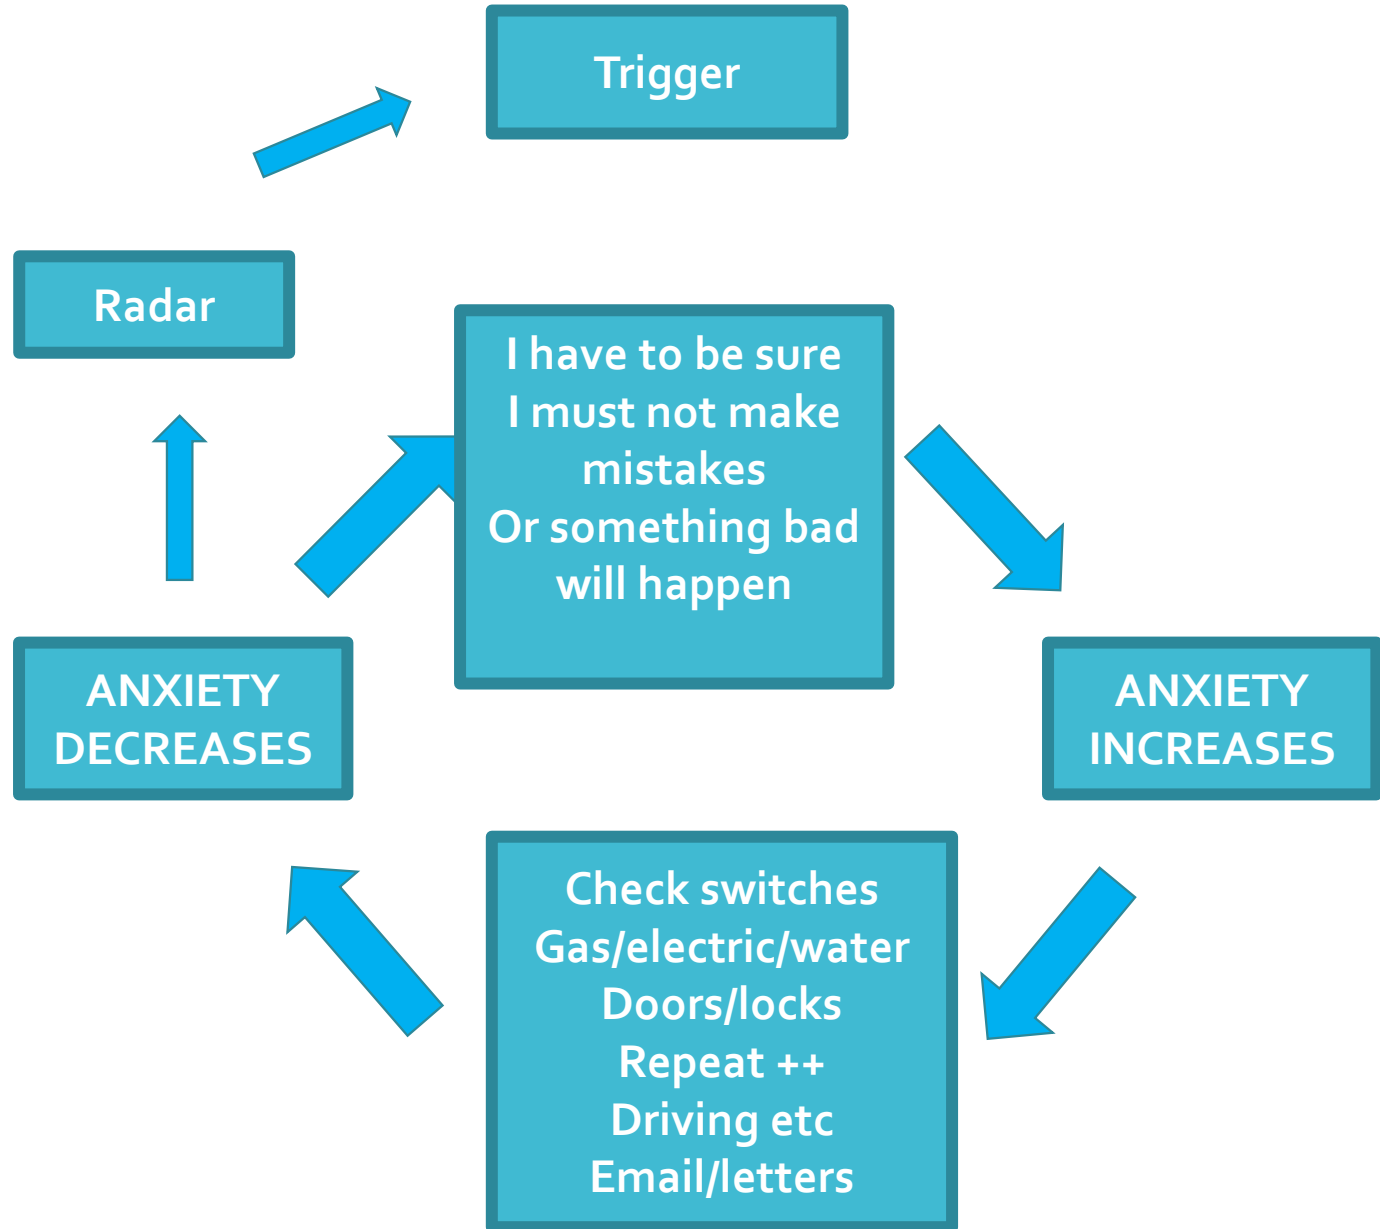 Trigger
Radar
I have to be sure
I must not make
mistakes
Or something bad
will happen
ANXIETY
DECREASES
ANXIETY
INCREASES
Check switches
Gas/electric/water
Doors/locks
Repeat ++
Driving etc
Email/letters